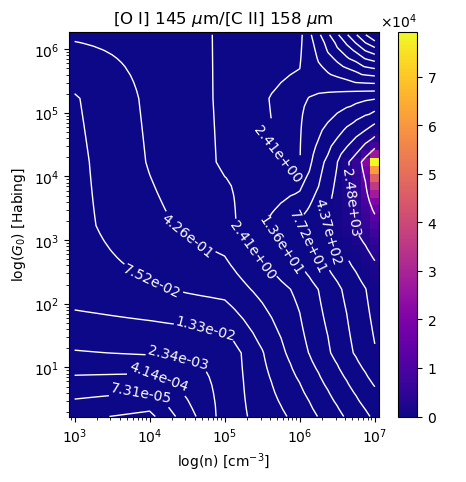 [O I] 145 μm/[C II] 158 μm
×10⁴
10⁶
10⁵
10⁴
10³
10²
10¹
log(G₀) [Habing]
2.41e+00
2.48e+03
4.37e+02
7.72e+01
1.36e+01
2.41e+00
4.26e-01
7.52e-02
1.33e-02
2.34e-03
4.14e-04
7.31e-05
10³ 10⁴ 10⁵ 10⁶ 10⁷
log(n) [cm⁻³]
7
6
5
4
3
2
1
0